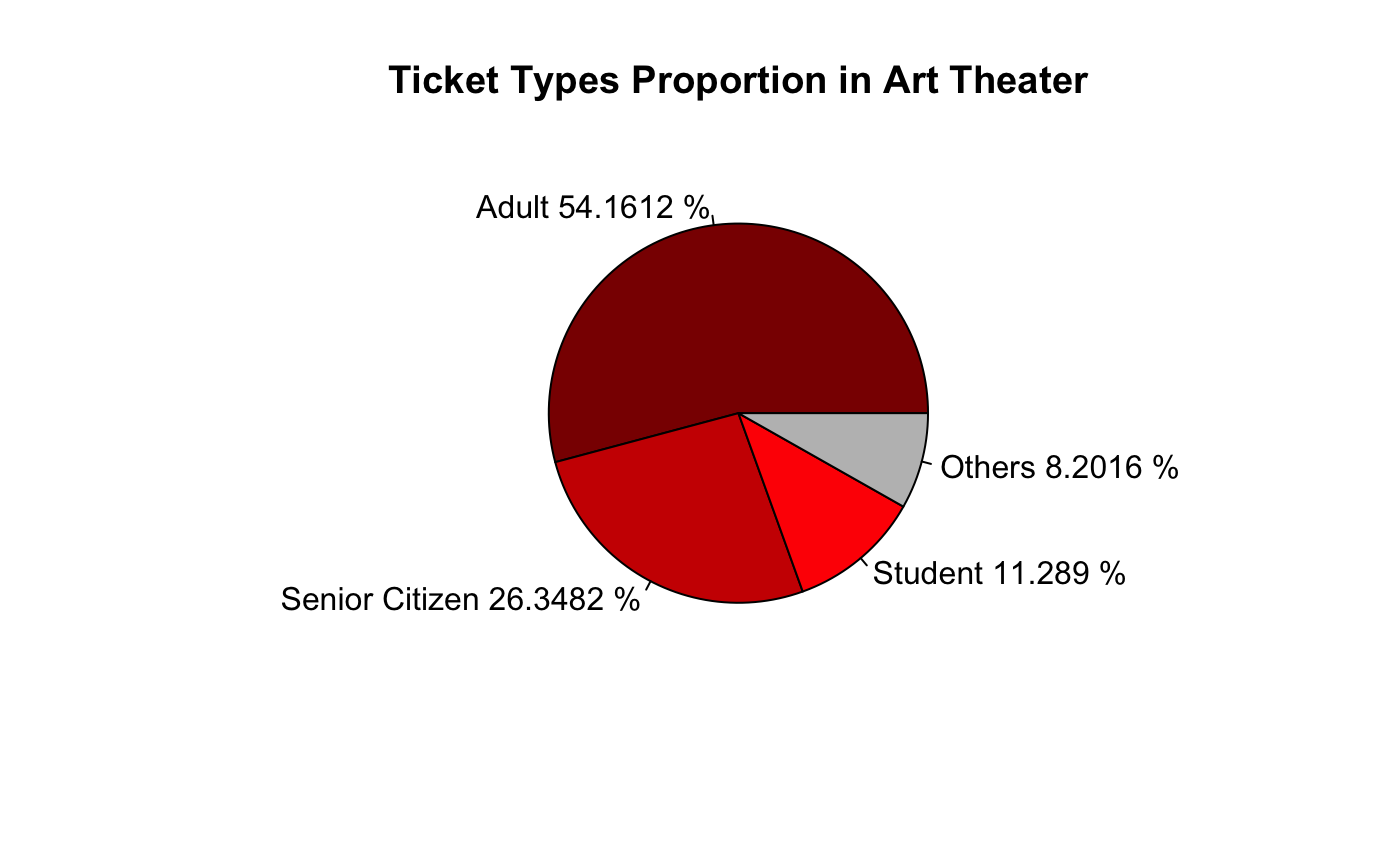 Ticket Types Proportion in Art Theater
Adult 54.1612 %
Others 8.2016 %
Student 11.289 %
Senior Citizen 26.3482 %